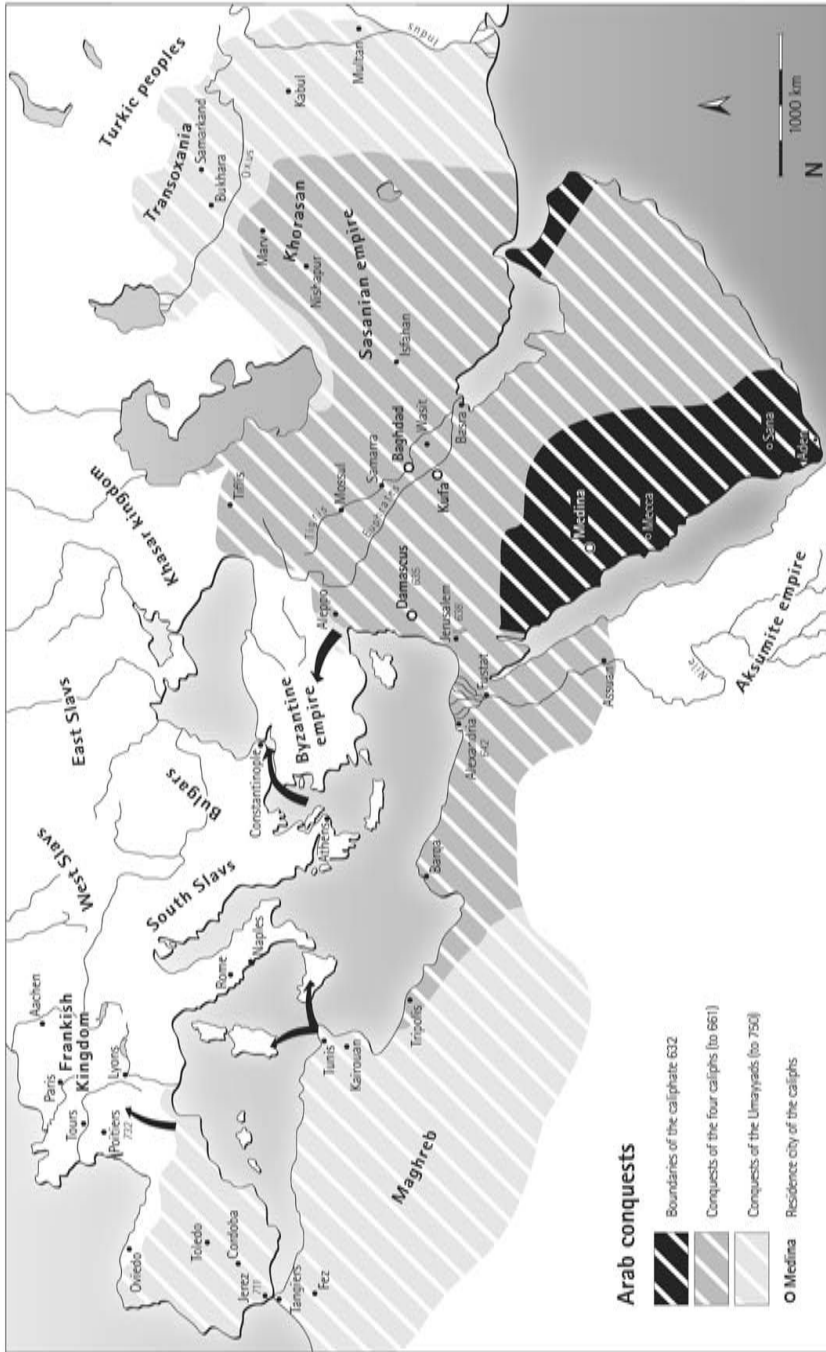 Oviedo
Toledo
Cordoba
Jerez
711
Tangiers
Fez
Poitiers
732
Tours
Paris
Frankish
Kingdom
Lyons
Aachen
West Slavs
South Slavs
Bulgars
East Slavs
Rome
Naples
Athens
Constantinople
Byzantine
empire
Khasar kingdom
Tiflis
Aleppo
Mossul
Tigris
Euphrates
Samarra
Baghdad
Wasit
Kufa
Basra
Damascus
635
Jerusalem
638
Fustat
Alexandria
642
Assuan
Nile
Aksumite empire
Barqa
Tripolis
Tunis
Kairouan
Maghreb
Medina
Mecca
Sana
Aden
Isfahan
Sasanian empire
Nishapur
Khorasan
Marv
Bukhara
Samarkand
Transoxania
Oxus
Turkic peoples
Kabul
Multan
Indus
Arab conquests
Boundaries of the caliphate 632
Conquests of the four caliphs (to 661)
Conquests of the Umayyads (to 750)
Medina Residence city of the caliphs
N
1000 km